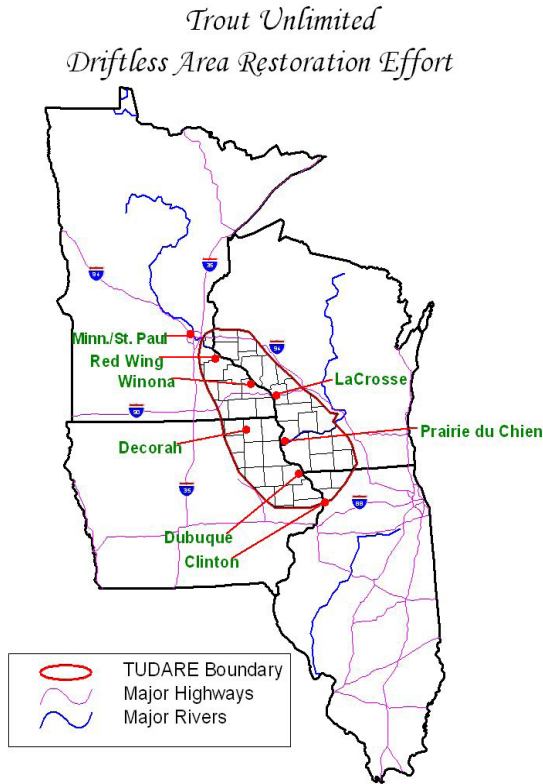 Trout Unlimited
Driftless Area Restoration Effort
94
35
Minn./St. Paul
94
Red Wing
Winona
LaCrosse
90
Decorah
Prairie du Chien
35
88
Dubuque
Clinton
TUDARE Boundary
Major Highways
Major Rivers